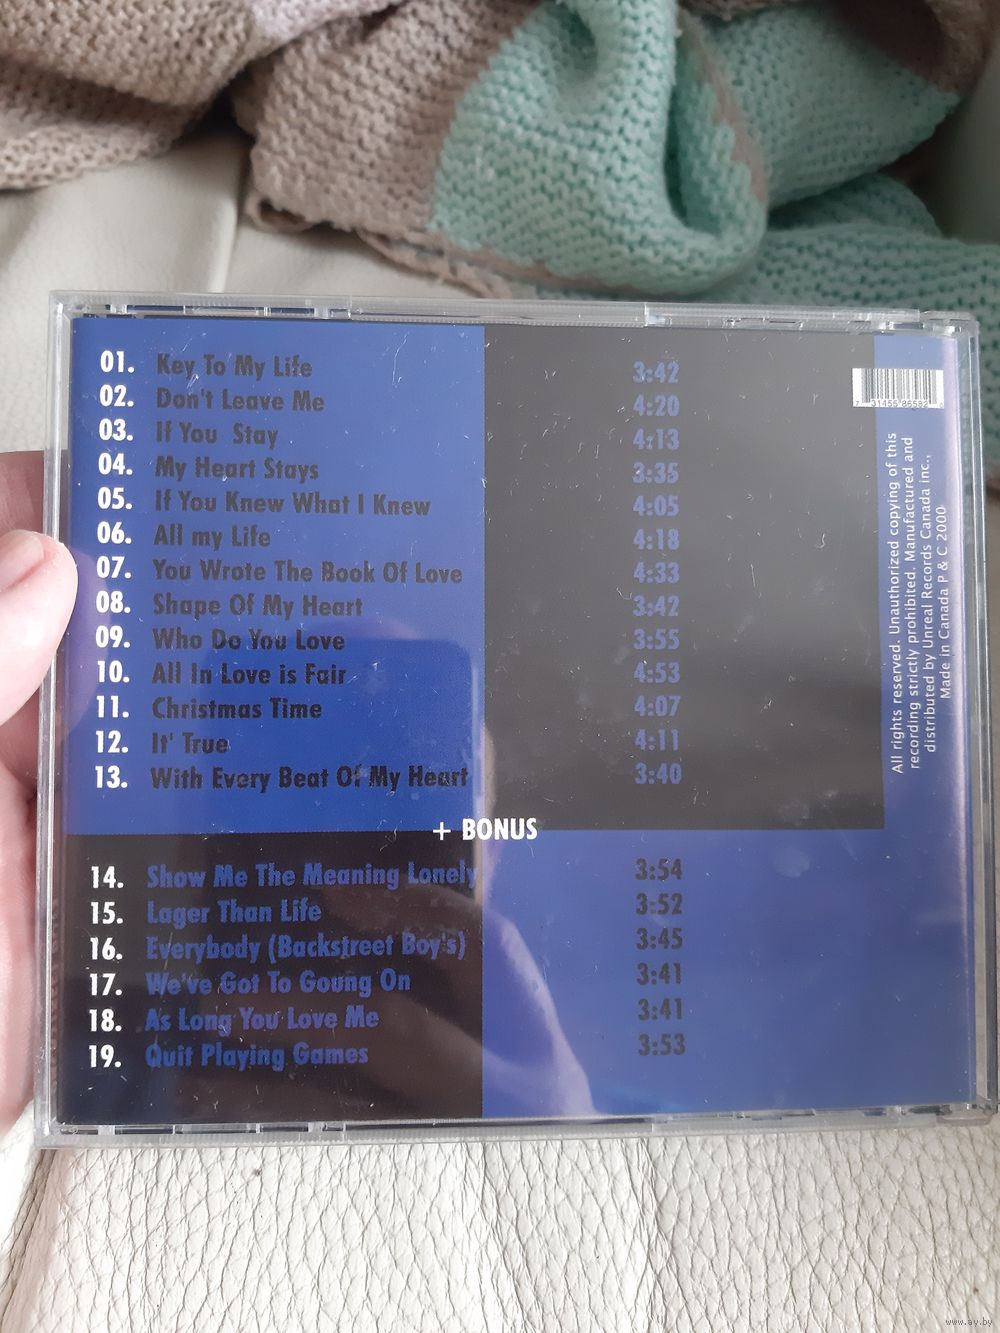 01. Key To My Life 3:42
02. Don't Leave Me 4:20
03. If You Stay 4:13
04. My Heart Stays 3:35
05. If You Knew What I Knew 4:05
06. All my Life 4:18
07. You Wrote The Book Of Love 4:33
08. Shape Of My Heart 3:42
09. Who Do You Love 3:55
10. All In Love is Fair 4:53
11. Christmas Time 4:07
12. It' True 4:11
13. With Every Beat Of My Heart 3:40
+ BONUS
14. Show Me The Meaning Lonely 3:54
15. Lager Than Life 3:52
16. Everybody (Backstreet Boy's) 3:45
17. We've Got To Goung On 3:41
18. As Long You Love Me 3:41
19. Quit Playing Games 3:53
All rights reserved. Unauthorized copying of this
recording strictly prohibited. Manufactured and
distributed by Unreal Records Canada inc.,
Made in Canada P & C 2000
www.ay.by